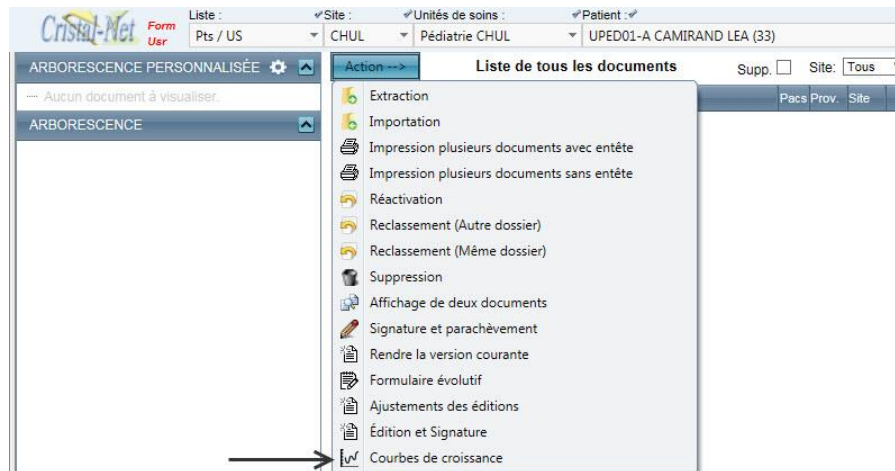 Cristal-Net Form Usr
Liste : Site : Unités de soins : Patient :
Pts / US CHUL Pédiatrie CHUL UPED01-A CAMIRAND LEA (33)
ARBORESCENCE PERSONNALISÉE
Aucun document à visualiser.
ARBORESCENCE
Action --> Liste de tous les documents Supp. Site: Tous
Pacs Prov. Site
Extraction
Importation
Impression plusieurs documents avec entête
Impression plusieurs documents sans entête
Réactivation
Reclassement (Autre dossier)
Reclassement (Même dossier)
Suppression
Affichage de deux documents
Signature et parachèvement
Rendre la version courante
Formulaire évolutif
Ajustements des éditions
Édition et Signature
Courbes de croissance